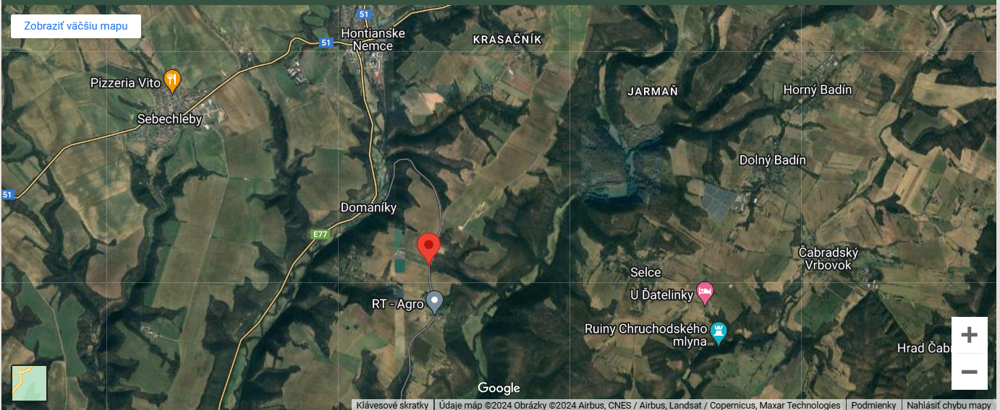 51
Zobraziť väčšiu mapu
Hontianske
Nemce
KRASAČNÍK
51
Pizzeria Vito
JARMAŇ
Horný Badín
Sebechleby
Dolný Badín
51
Domaníky
E77
Čabradský
Vrbovok
Selce
U Ďatelinky
RT - Agro
Ruiny Chruchodského
mlyna
Hrad Čabr
Google
Klávesové skratky
Údaje máp ©2024 Obrázky ©2024 Airbus, CNES / Airbus, Landsat / Copernicus, Maxar Technologies
Podmienky
Nahlásiť chybu mapy